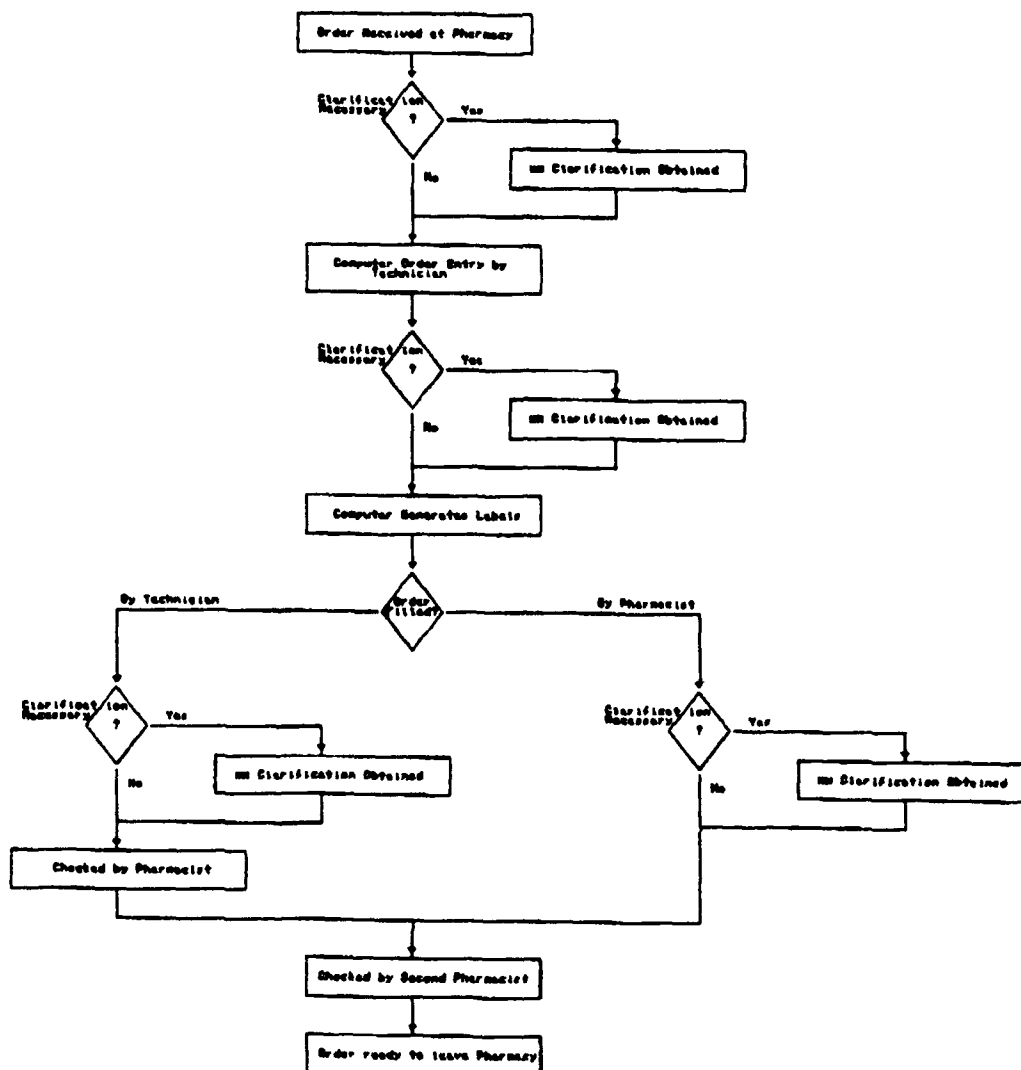 Order Received at Pharmacy
Clarification
Necessary
?
Yes
** Clarification Obtained
No
Computer Order Entry by
Technician
Clarification
Necessary
?
Yes
** Clarification Obtained
No
Computer Generates Labels
By Technician
Order
Filled?
By Pharmacist
Clarification
Necessary
?
Yes
** Clarification Obtained
No
Clarification
Necessary
?
Yes
** Clarification Obtained
No
Checked by Pharmacist
Checked by Second Pharmacist
Order ready to leave Pharmacy